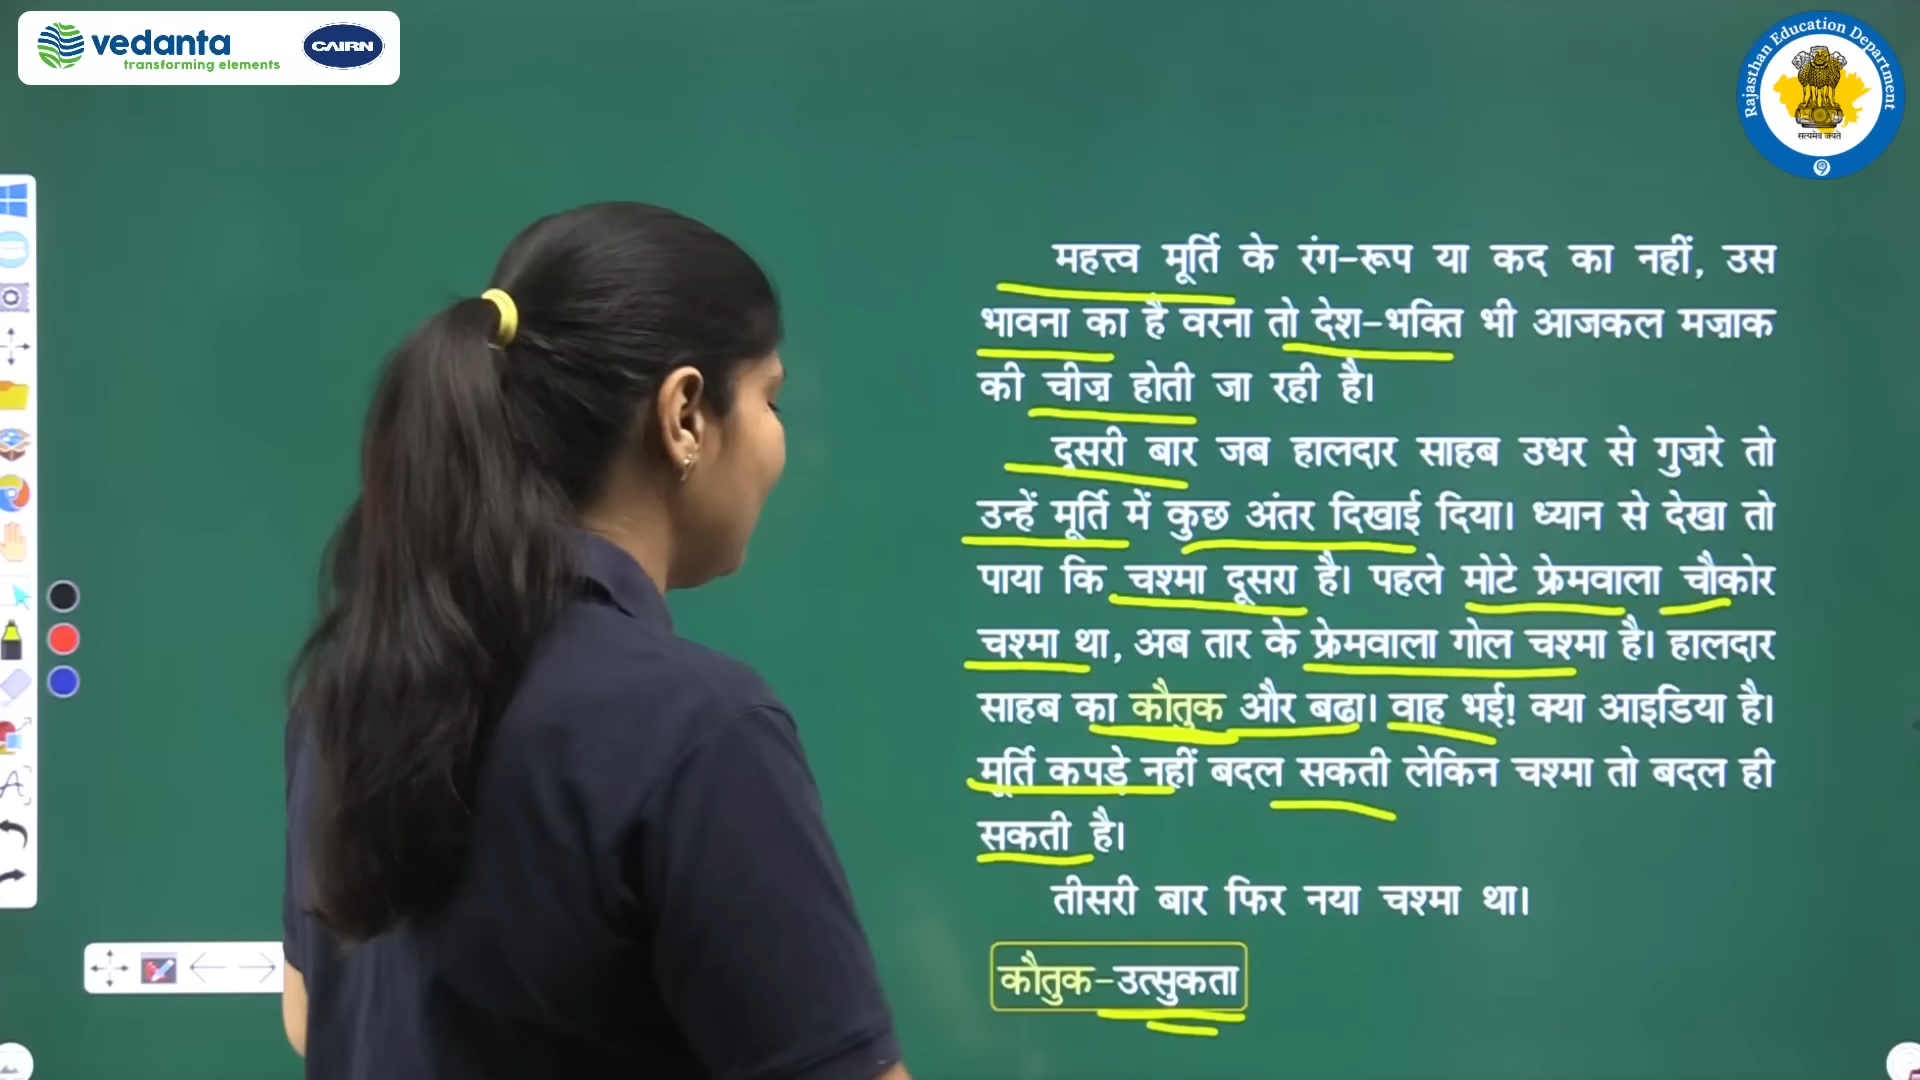 vedanta
transforming elements
CAIRN
Rajasthan Education Department
सत्यमेव जयते
महत्त्व मूर्ति के रंग-रूप या कद का नहीं, उस
भावना का है वरना तो देश-भक्ति भी आजकल मज़ाक
की चीज़ होती जा रही है।
दूसरी बार जब हालदार साहब उधर से गुज़रे तो
उन्हें मूर्ति में कुछ अंतर दिखाई दिया। ध्यान से देखा तो
पाया कि चश्मा दूसरा है। पहले मोटे फ्रेमवाला चौकोर
चश्मा था, अब तार के फ्रेमवाला गोल चश्मा है। हालदार
साहब का कौतुक और बढा। वाह भई! क्या आइडिया है।
मूर्ति कपड़े नहीं बदल सकती लेकिन चश्मा तो बदल ही
सकती है।
तीसरी बार फिर नया चश्मा था।
कौतुक-उत्सुकता